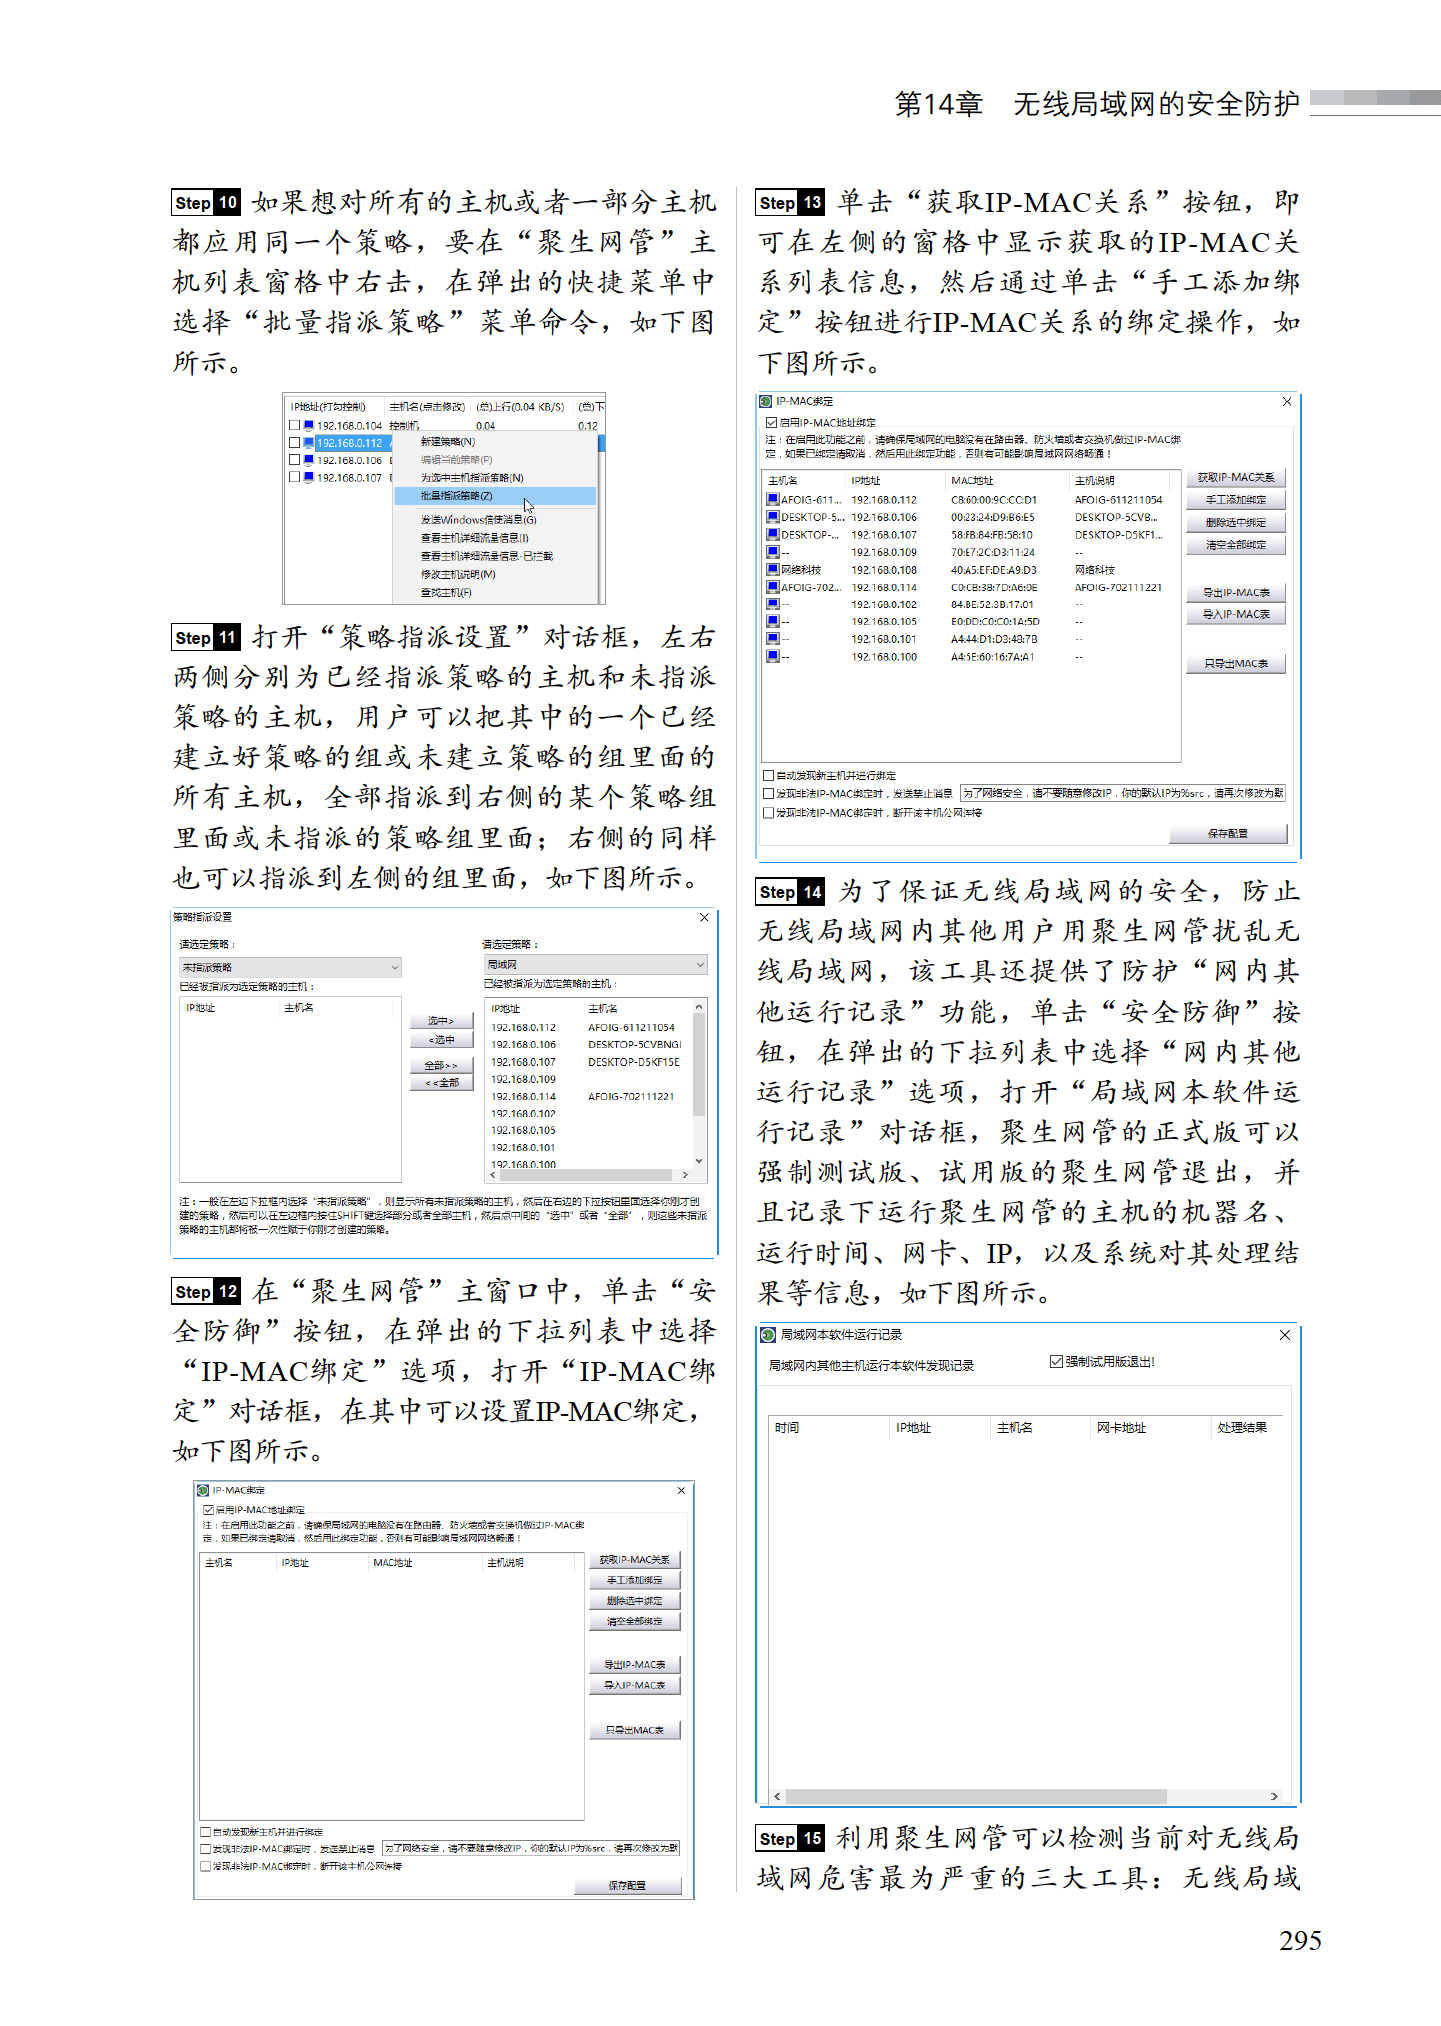 第14章　无线局域网的安全防护
Step 10 如果想对所有的主机或者一部分主机
都应用同一个策略，要在“聚生网管”主
机列表窗格中右击，在弹出的快捷菜单中
选择“批量指派策略”菜单命令，如下图
所示。
IP地址(打勾控制) 主机名(点击修改) (总)上行(0.04 KB/S) (总)下
192.168.0.104 控制机 0.04 0.12
192.168.0.112
192.168.0.106
192.168.0.107
新建策略(N)
编辑当前策略(P)
为选中主机指派策略(N)
批量指派策略(Z)
发送Windows信使消息(G)
查看主机详细流量信息(I)
查看主机详细流量信息-已拦截
修改主机说明(M)
查找主机(F)
Step 11 打开“策略指派设置”对话框，左右
两侧分别为已经指派策略的主机和未指派
策略的主机，用户可以把其中的一个已经
建立好策略的组或未建立策略的组里面的
所有主机，全部指派到右侧的某个策略组
里面或未指派的策略组里面；右侧的同样
也可以指派到左侧的组里面，如下图所示。
策略指派设置
请选定策略：
未指派策略
已经被指派为选定策略的主机：
IP地址 主机名
选中>
<选中
全部>>
<<全部
请选定策略：
局域网
已经被指派为选定策略的主机：
IP地址 主机名
192.168.0.112 AFOIG-611211054
192.168.0.106 DESKTOP-5CVBNGI
192.168.0.107 DESKTOP-D5KF15E
192.168.0.109
192.168.0.114 AFOIG-702111221
192.168.0.102
192.168.0.105
192.168.0.101
192.168.0.100
注：一般在左边下拉框内选择“未指派策略”，则显示所有未指派策略的主机，然后在右边的下拉按钮里面选择你刚才创
建的策略，然后可以在左边框内按住SHIFT键选择部分或者全部主机，然后点中间的“选中”或者“全部”，则这些未指派
策略的主机都将被一次性赋于你刚才创建的策略。
Step 12 在“聚生网管”主窗口中，单击“安
全防御”按钮，在弹出的下拉列表中选择
“IP-MAC绑定”选项，打开“IP-MAC绑
定”对话框，在其中可以设置IP-MAC绑定，
如下图所示。
IP-MAC绑定
启用IP-MAC地址绑定
注：在启用此功能之前，请确保局域网的电脑没有在路由器、防火墙或者交换机做过IP-MAC绑
定，如果已绑定请取消，然后用此绑定功能，否则有可能影响局域网网络畅通！
主机名 IP地址 MAC地址 主机说明
获取IP-MAC关系
手工添加绑定
删除选中绑定
清空全部绑定
导出IP-MAC表
导入IP-MAC表
只导出MAC表
自动发现新主机并进行绑定
发现非法IP-MAC绑定时，发送禁止消息 为了网络安全，请不要随意修改IP，你的默认IP为%src，请再次修改为默
发现非法IP-MAC绑定时，断开该主机公网连接
保存配置
Step 13 单击“获取IP-MAC关系”按钮，即
可在左侧的窗格中显示获取的IP-MAC关
系列表信息，然后通过单击“手工添加绑
定”按钮进行IP-MAC关系的绑定操作，如
下图所示。
IP-MAC绑定
启用IP-MAC地址绑定
注：在启用此功能之前，请确保局域网的电脑没有在路由器、防火墙或者交换机做过IP-MAC绑
定，如果已绑定请取消，然后用此绑定功能，否则有可能影响局域网网络畅通！
主机名 IP地址 MAC地址 主机说明
AFOIG-611... 192.168.0.112 C8:60:00:9C:CC:D1 AFOIG-611211054
DESKTOP-5... 192.168.0.106 00:23:24:D9:B6:E5 DESKTOP-5CVB...
DESKTOP-... 192.168.0.107 58:FB:84:FB:58:10 DESKTOP-D5KF1...
-- 192.168.0.109 70:E7:2C:D3:11:24 --
网络科技 192.168.0.108 40:A5:EF:DE:A9:D3 网络科技
AFOIG-702... 192.168.0.114 C0:CB:38:7D:A6:0E AFOIG-702111221
-- 192.168.0.102 84:BE:52:3B:17:01 --
-- 192.168.0.105 E0:DD:C0:C0:1A:5D --
-- 192.168.0.101 A4:44:D1:D3:48:7B --
-- 192.168.0.100 A4:5E:60:16:7A:A1 --
获取IP-MAC关系
手工添加绑定
删除选中绑定
清空全部绑定
导出IP-MAC表
导入IP-MAC表
只导出MAC表
自动发现新主机并进行绑定
发现非法IP-MAC绑定时，发送禁止消息 为了网络安全，请不要随意修改IP，你的默认IP为%src，请再次修改为默
发现非法IP-MAC绑定时，断开该主机公网连接
保存配置
Step 14 为了保证无线局域网的安全，防止
无线局域网内其他用户用聚生网管扰乱无
线局域网，该工具还提供了防护“网内其
他运行记录”功能，单击“安全防御”按
钮，在弹出的下拉列表中选择“网内其他
运行记录”选项，打开“局域网本软件运
行记录”对话框，聚生网管的正式版可以
强制测试版、试用版的聚生网管退出，并
且记录下运行聚生网管的主机的机器名、
运行时间、网卡、IP，以及系统对其处理结
果等信息，如下图所示。
局域网本软件运行记录
局域网内其他主机运行本软件发现记录 强制试用版退出!
时间 IP地址 主机名 网卡地址 处理结果
Step 15 利用聚生网管可以检测当前对无线局
域网危害最为严重的三大工具：无线局域
295